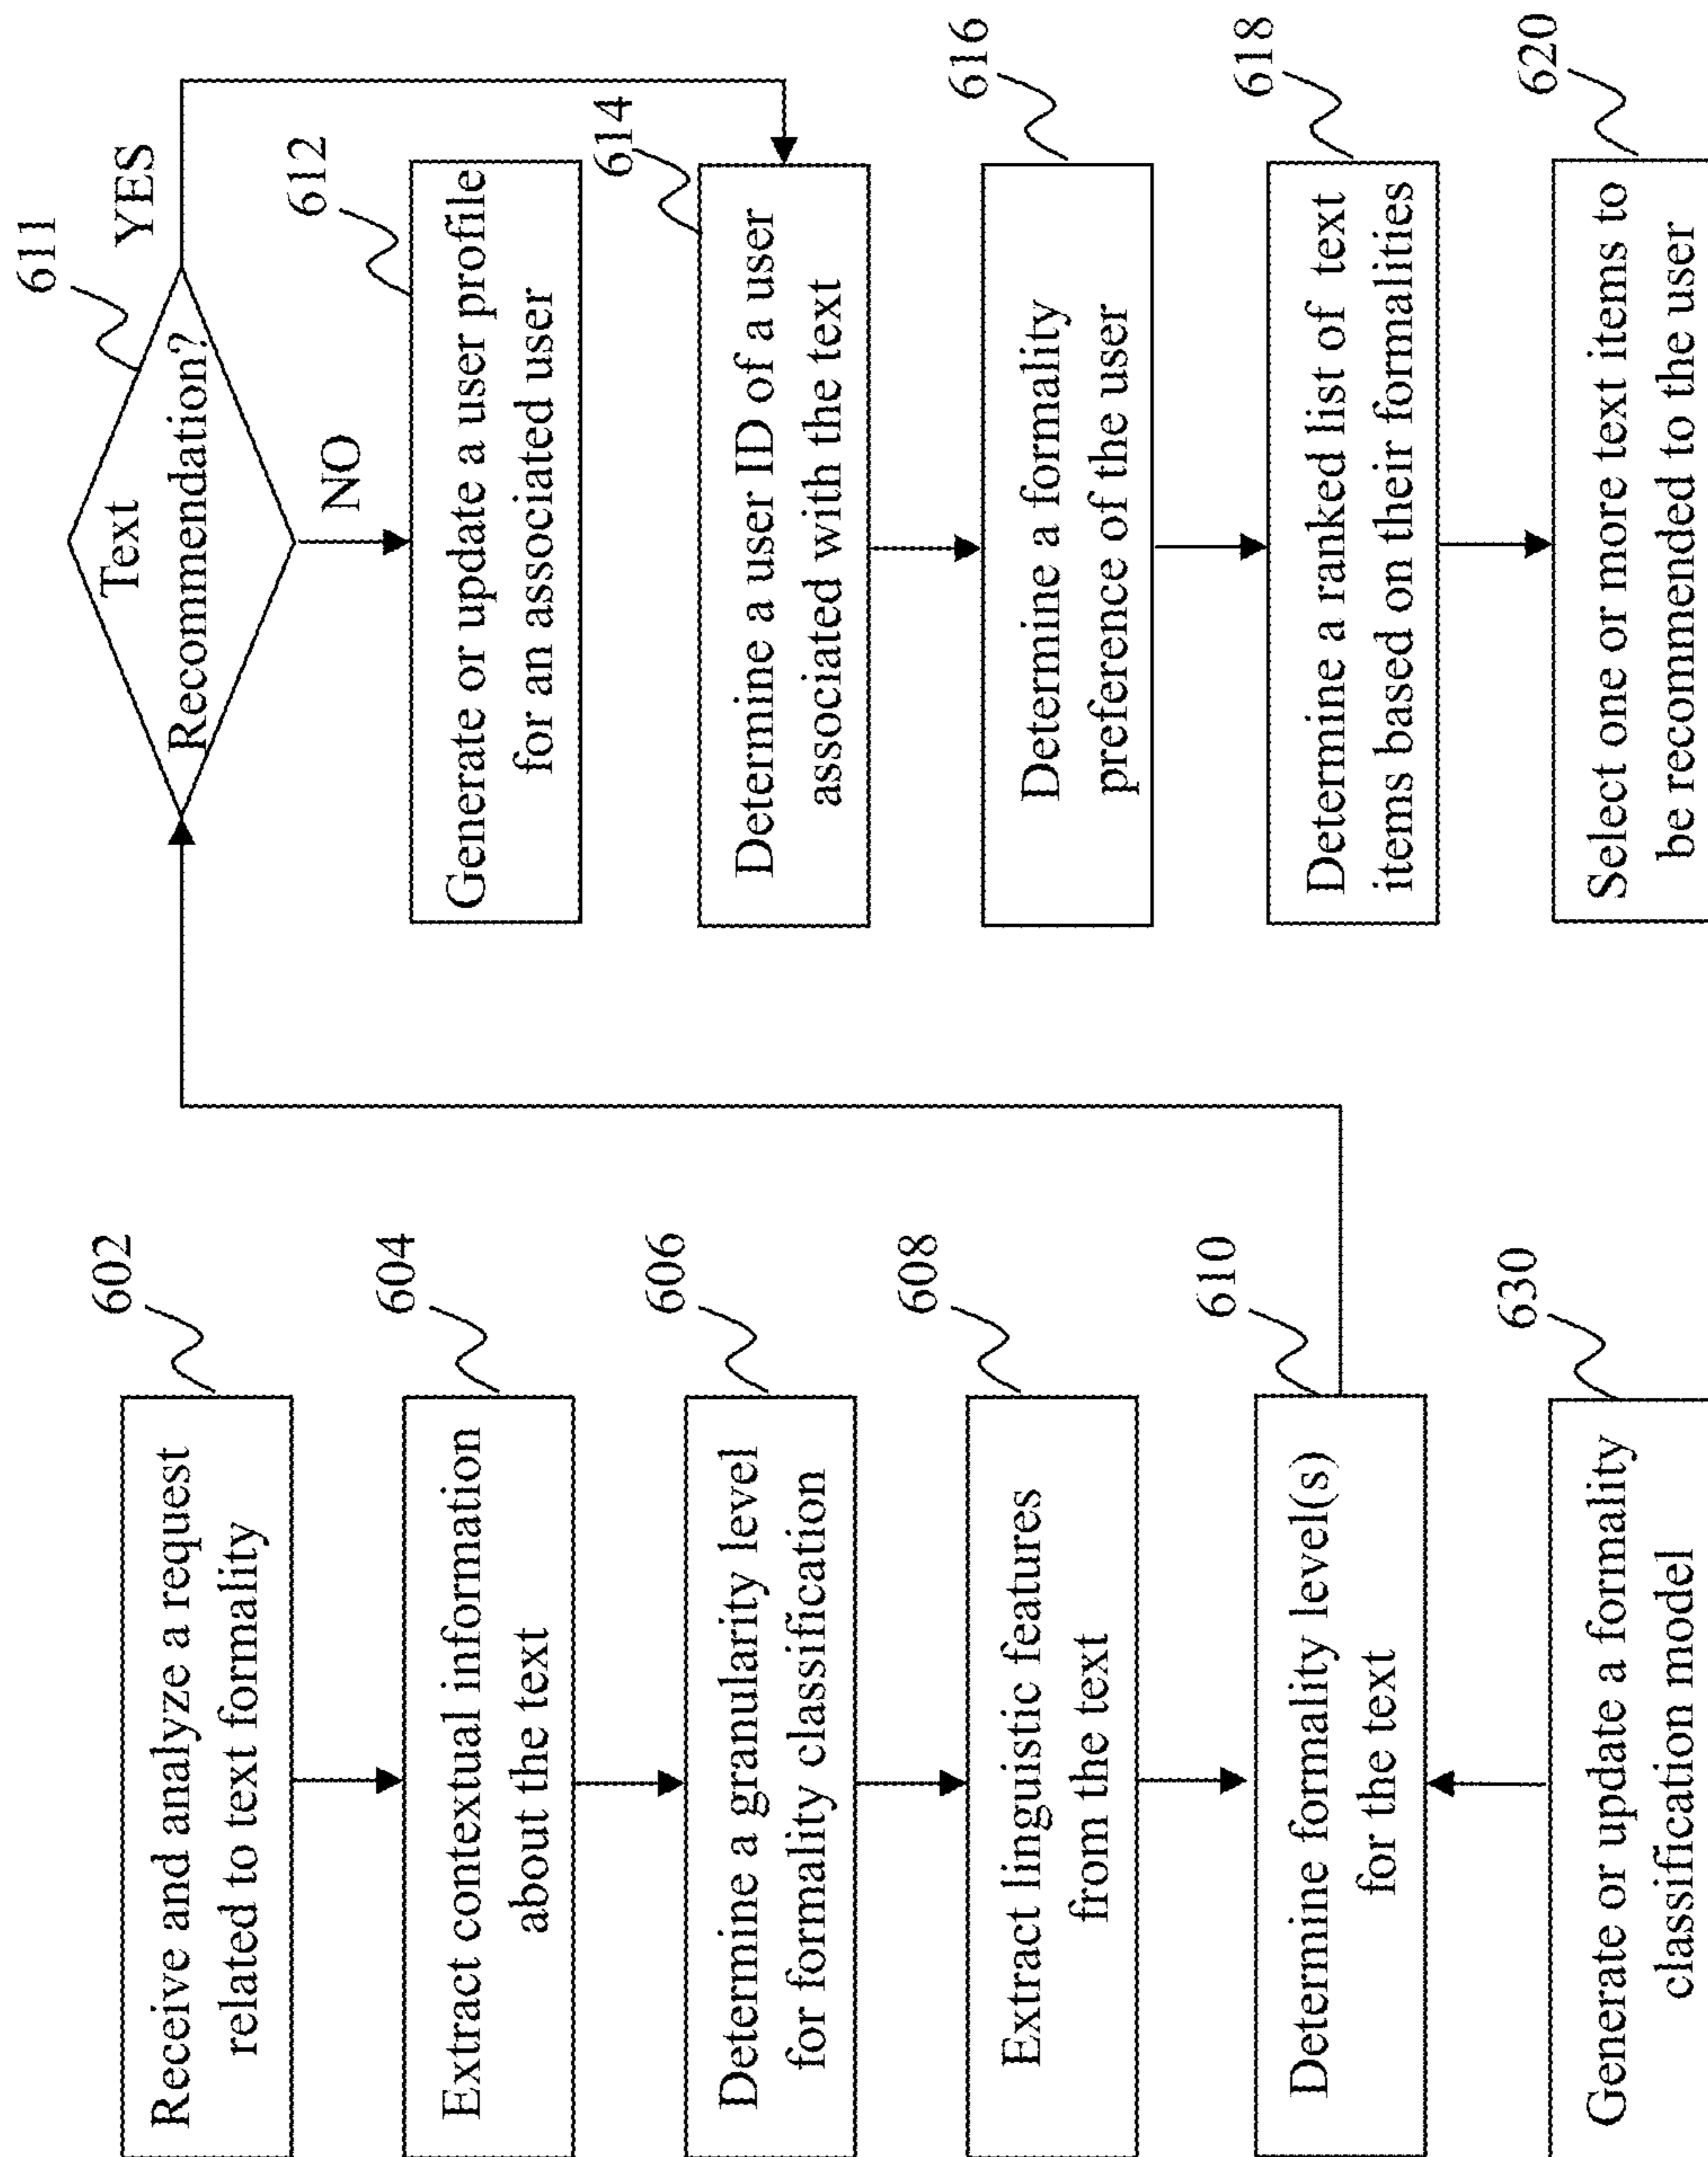 602
Receive and analyze a request
related to text formality
604
Extract contextual information
about the text
606
Determine a granularity level
for formality classification
608
Extract linguistic features
from the text
610
Determine formality level(s)
for the text
630
Generate or update a formality
classification model
611
Text
Recommendation?
YES
NO
612
Generate or update a user profile
for an associated user
614
Determine a user ID of a user
associated with the text
616
Determine a formality
preference of the user
618
Determine a ranked list of text
items based on their formalities
620
Select one or more text items to
be recommended to the user